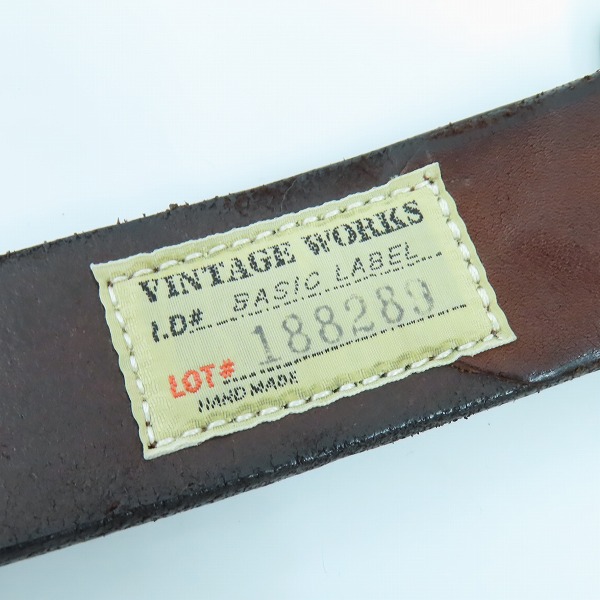 VINTAGE WORKS
I.D# BASIC LABEL
LOT# 188289
HAND MADE